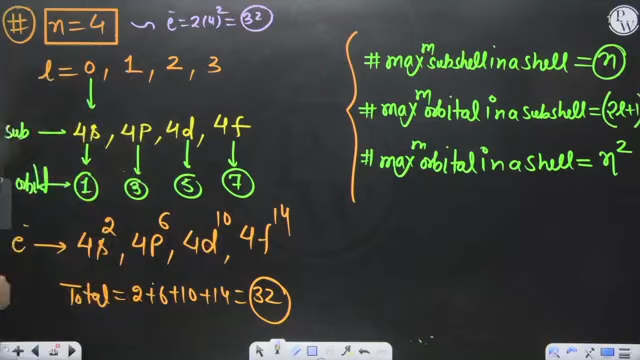 # n=4 ~ e̅=2(4)²=32
l=0, 1, 2, 3
sub → 4s, 4p, 4d, 4f
orbital → 1 3 5 7
e̅ → 4s², 4p⁶, 4d¹⁰, 4f¹⁴
Total = 2+6+10+14 = 32
# maxᵐ subshell in a shell = n
# maxᵐ orbital in a subshell = (2l+1)
# maxᵐ orbital in a shell = n²
PW